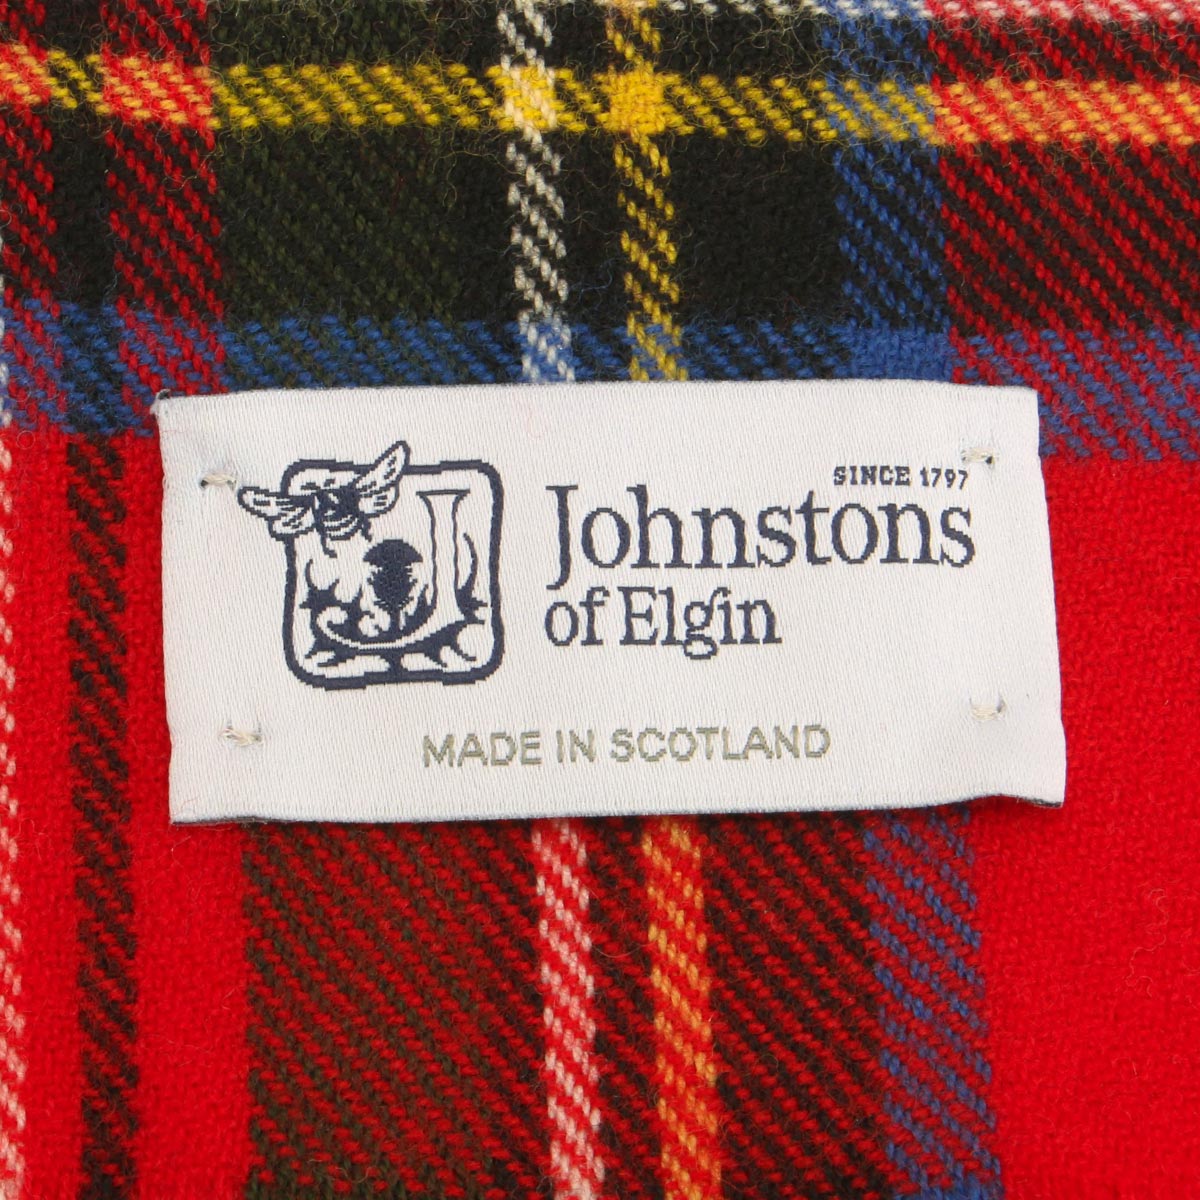 SINCE 1797
Johnstons
of Elgin
MADE IN SCOTLAND